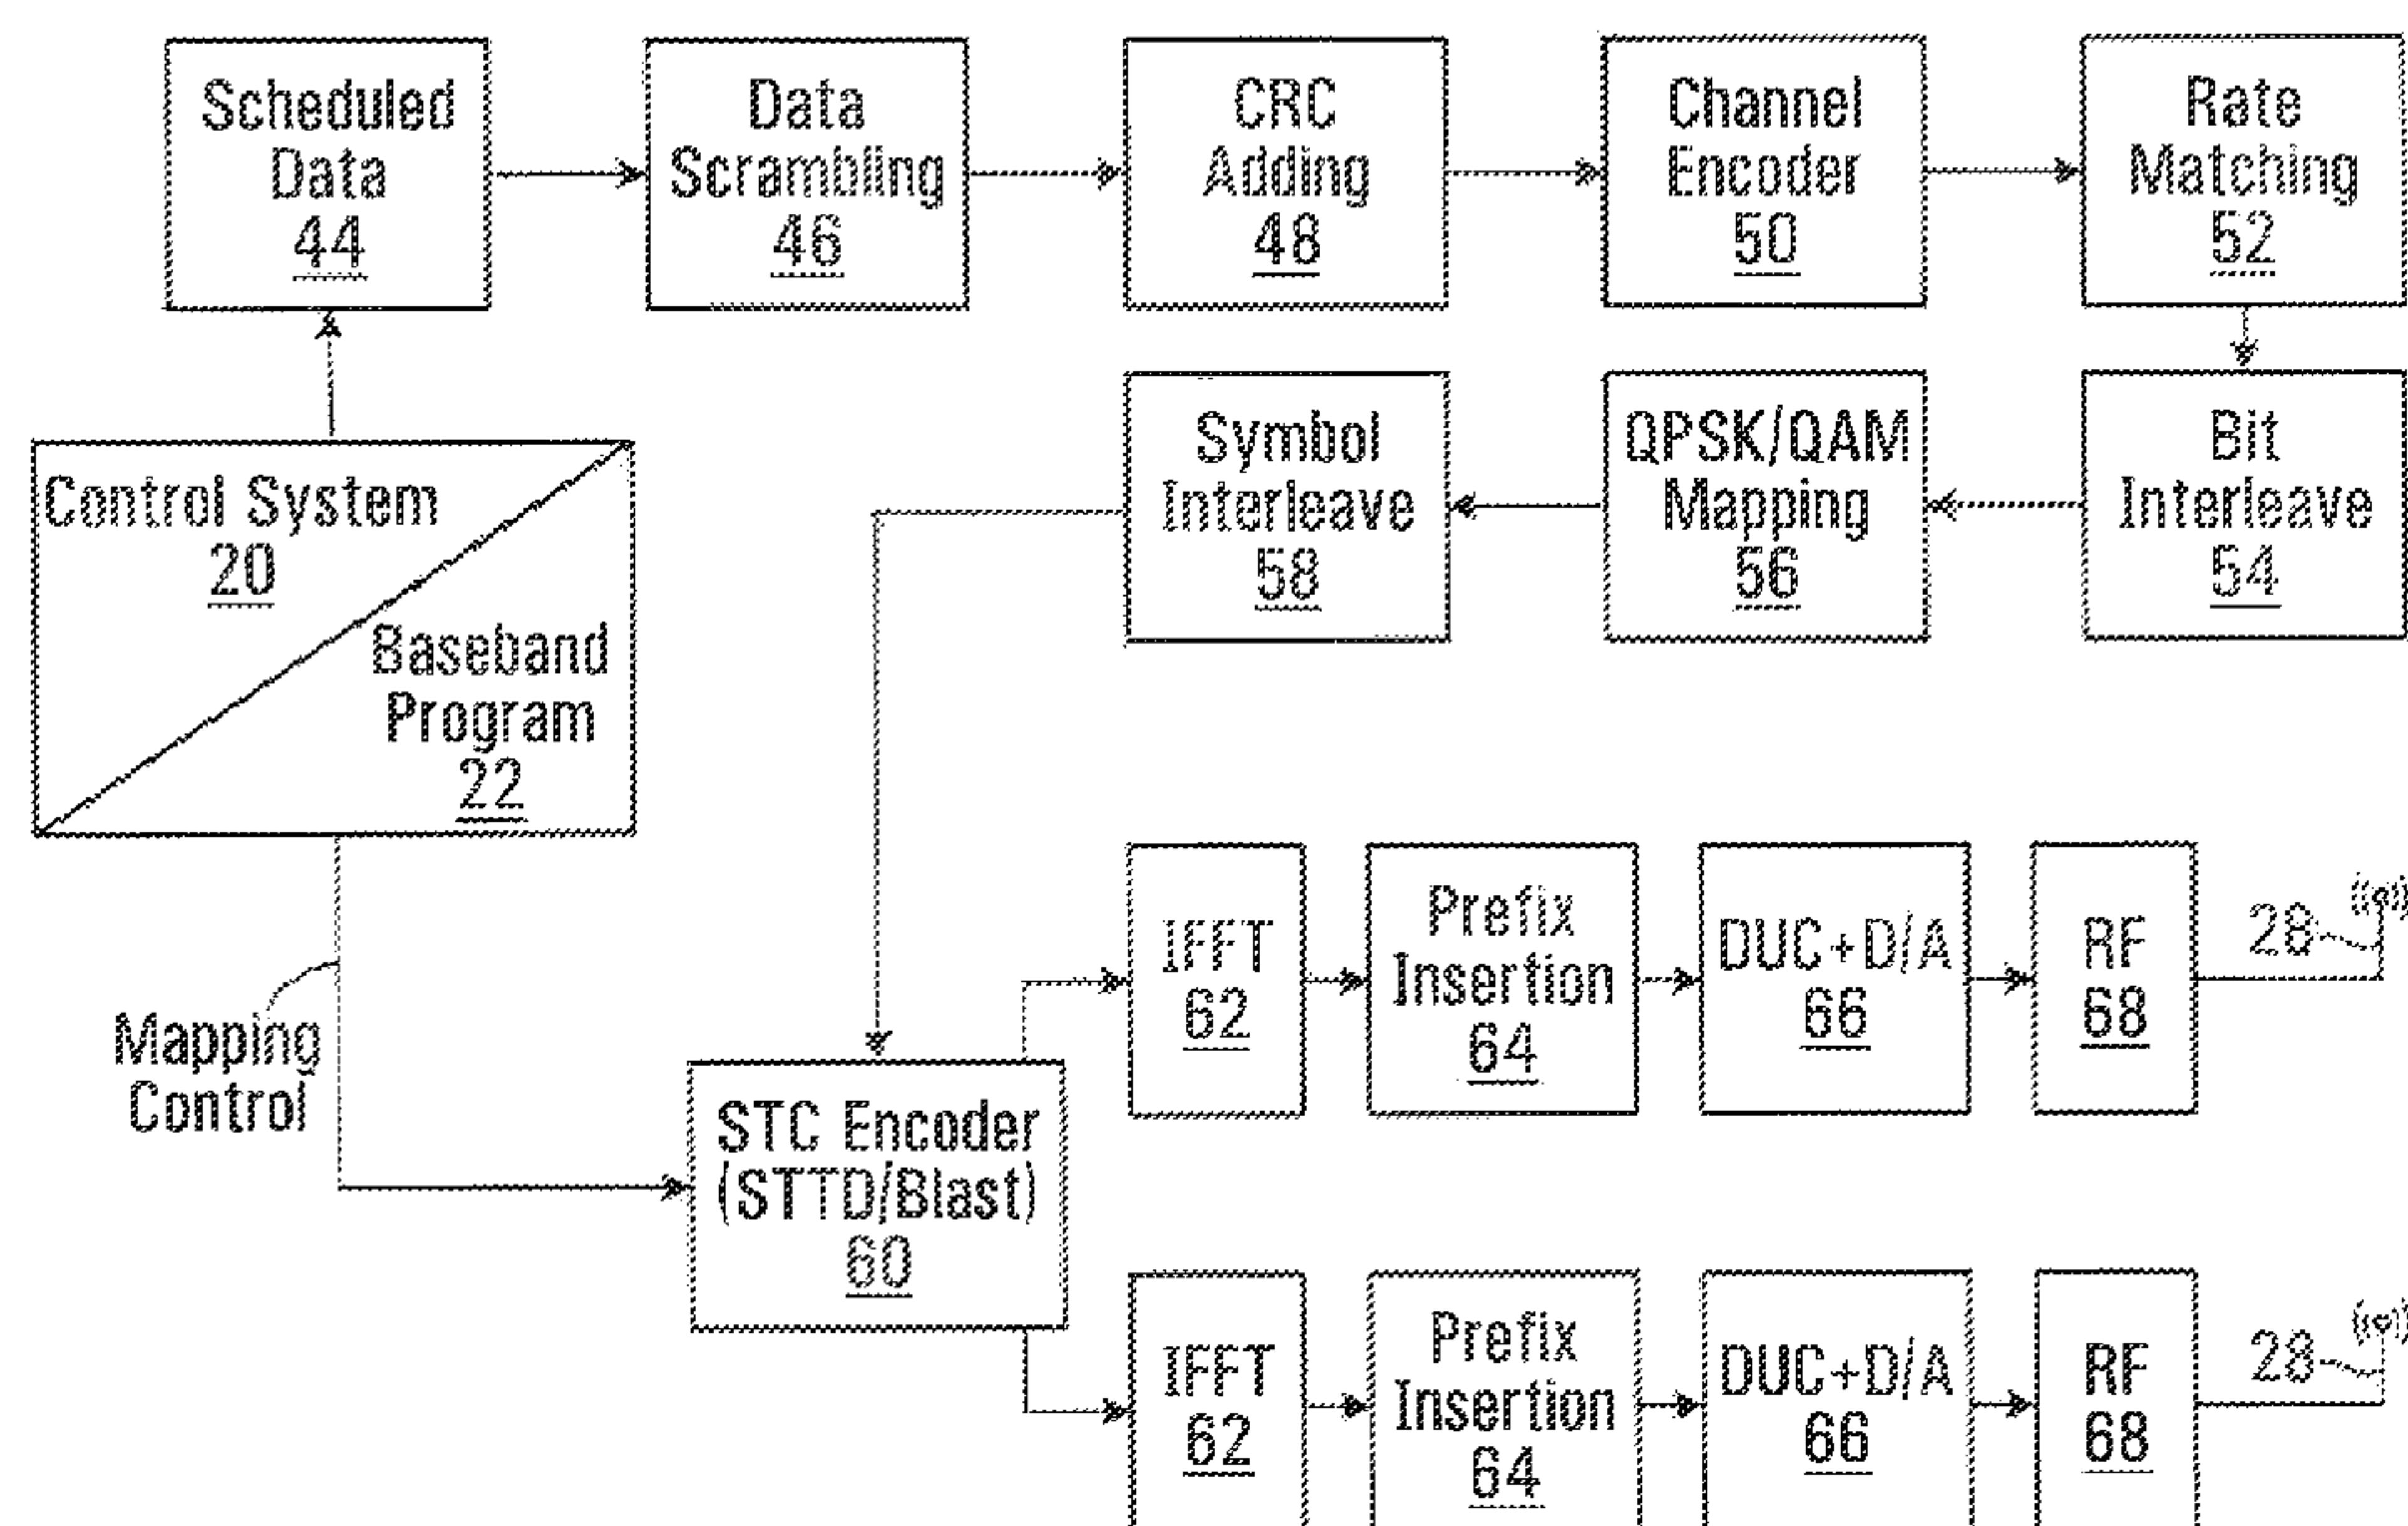 Scheduled
Data
44
Data
Scrambling
46
CRC
Adding
48
Channel
Encoder
50
Rate
Matching
52
Control System
20
Baseband
Program
22
Symbol
Interleave
58
QPSK/QAM
Mapping
56
Bit
Interleave
54
Mapping
Control
STC Encoder
(STTD/Blast)
60
IFFT
62
Prefix
Insertion
64
DUC+D/A
66
RF
68
28
IFFT
62
Prefix
Insertion
64
DUC+D/A
66
RF
68
28